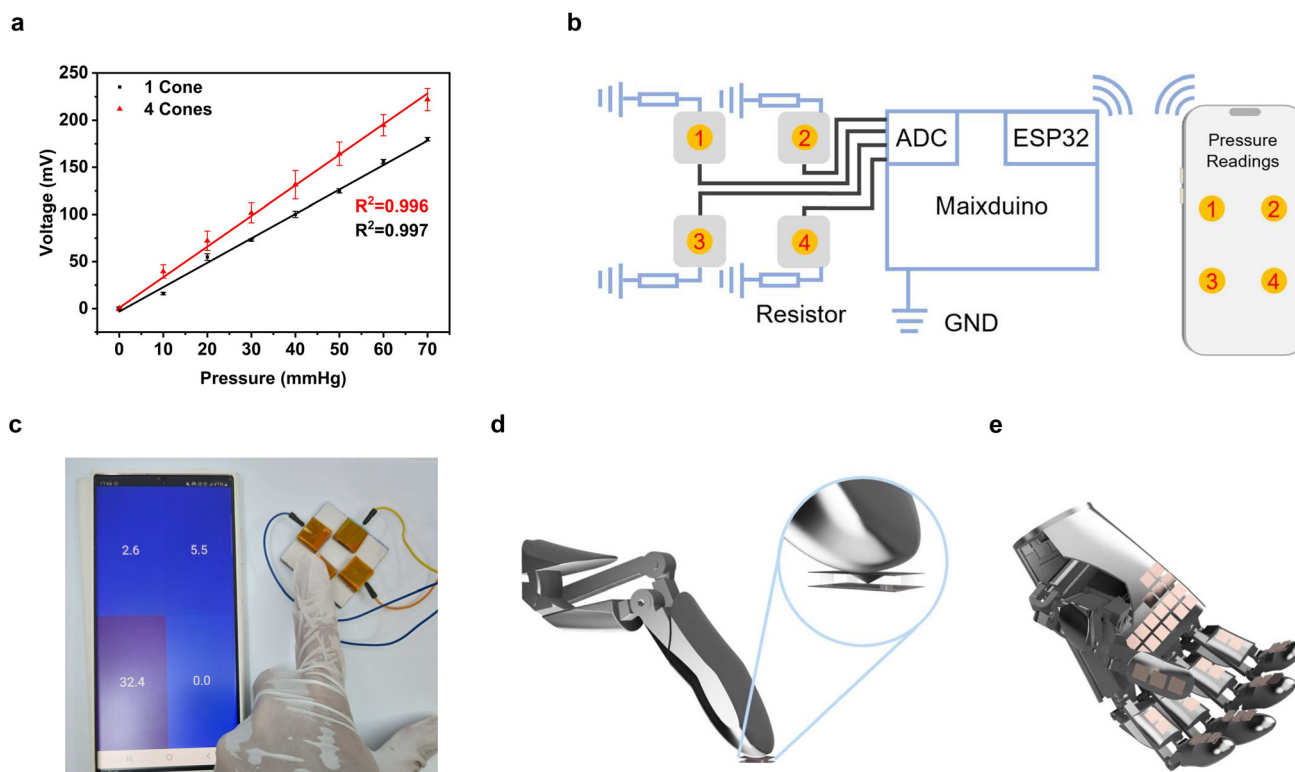 a
250
200
150
100
50
0
Voltage (mV)
1 Cone
4 Cones
R²=0.996
R²=0.997
0 10 20 30 40 50 60 70
Pressure (mmHg)
b
1
2
3
4
Resistor
ADC
ESP32
Maixduino
GND
Pressure
Readings
1 2
3 4
c
2.6 5.5
32.4 0.0
d
e